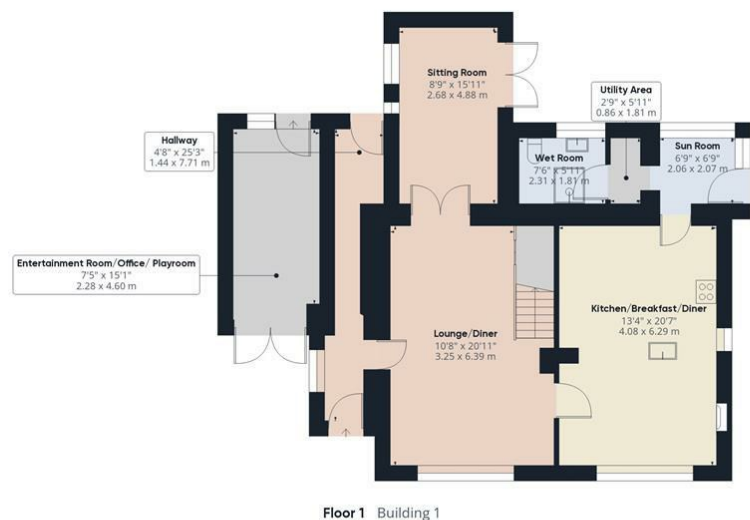 Sitting Room
8'9" x 15'11"
2.68 x 4.88 m
Utility Area
2'9" x 5'11"
0.86 x 1.81 m
Hallway
4'8" x 25'3"
1.44 x 7.71 m
Wet Room
7'6" x 5'11"
2.31 x 1.81 m
Sun Room
6'9" x 6'9"
2.06 x 2.07 m
Entertainment Room/Office/ Playroom
7'5" x 15'1"
2.28 x 4.60 m
Lounge/Diner
10'8" x 20'11"
3.25 x 6.39 m
Kitchen/Breakfast/Diner
13'4" x 20'7"
4.08 x 6.29 m
Floor 1 Building 1